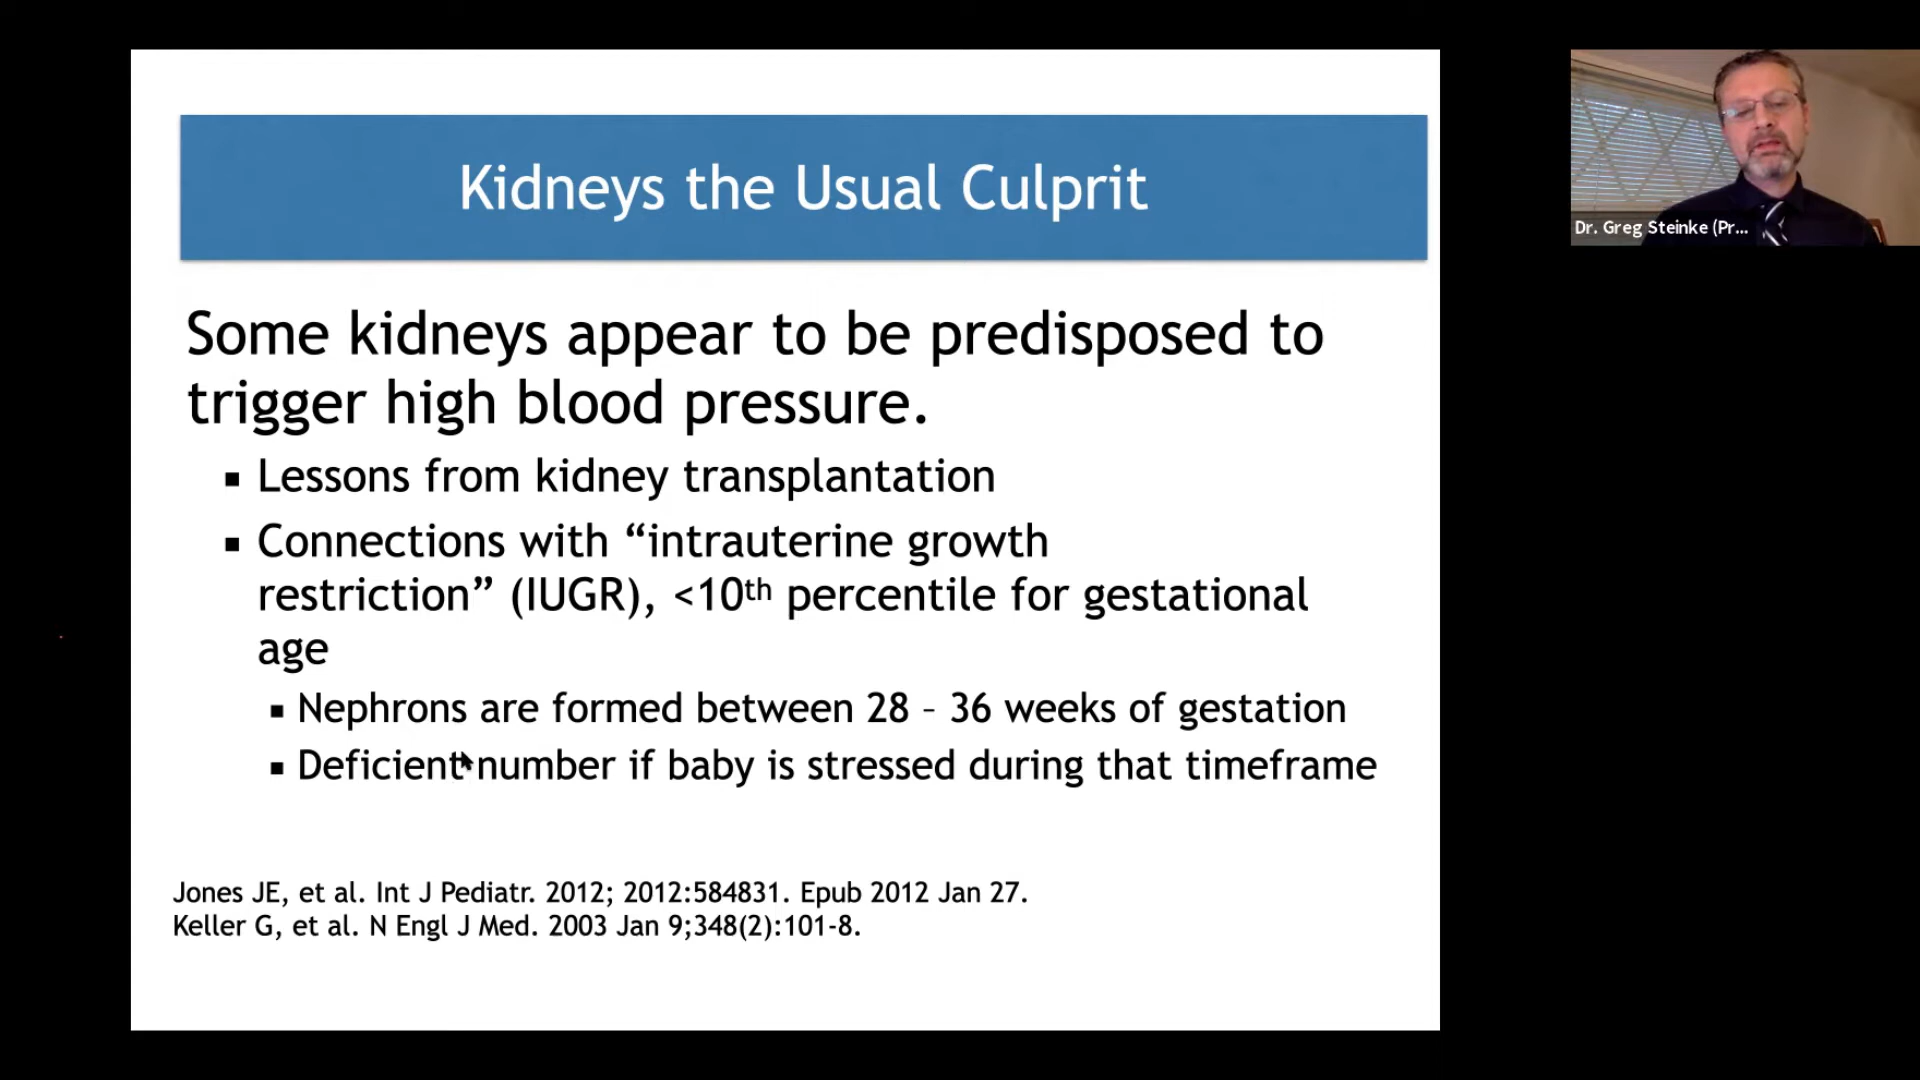 Kidneys the Usual Culprit
Dr. Greg Steinke (Pr...
Some kidneys appear to be predisposed to
trigger high blood pressure.
▪ Lessons from kidney transplantation
▪ Connections with “intrauterine growth
restriction” (IUGR), <10th percentile for gestational
age
▪ Nephrons are formed between 28 – 36 weeks of gestation
▪ Deficient number if baby is stressed during that timeframe
Jones JE, et al. Int J Pediatr. 2012; 2012:584831. Epub 2012 Jan 27.
Keller G, et al. N Engl J Med. 2003 Jan 9;348(2):101-8.